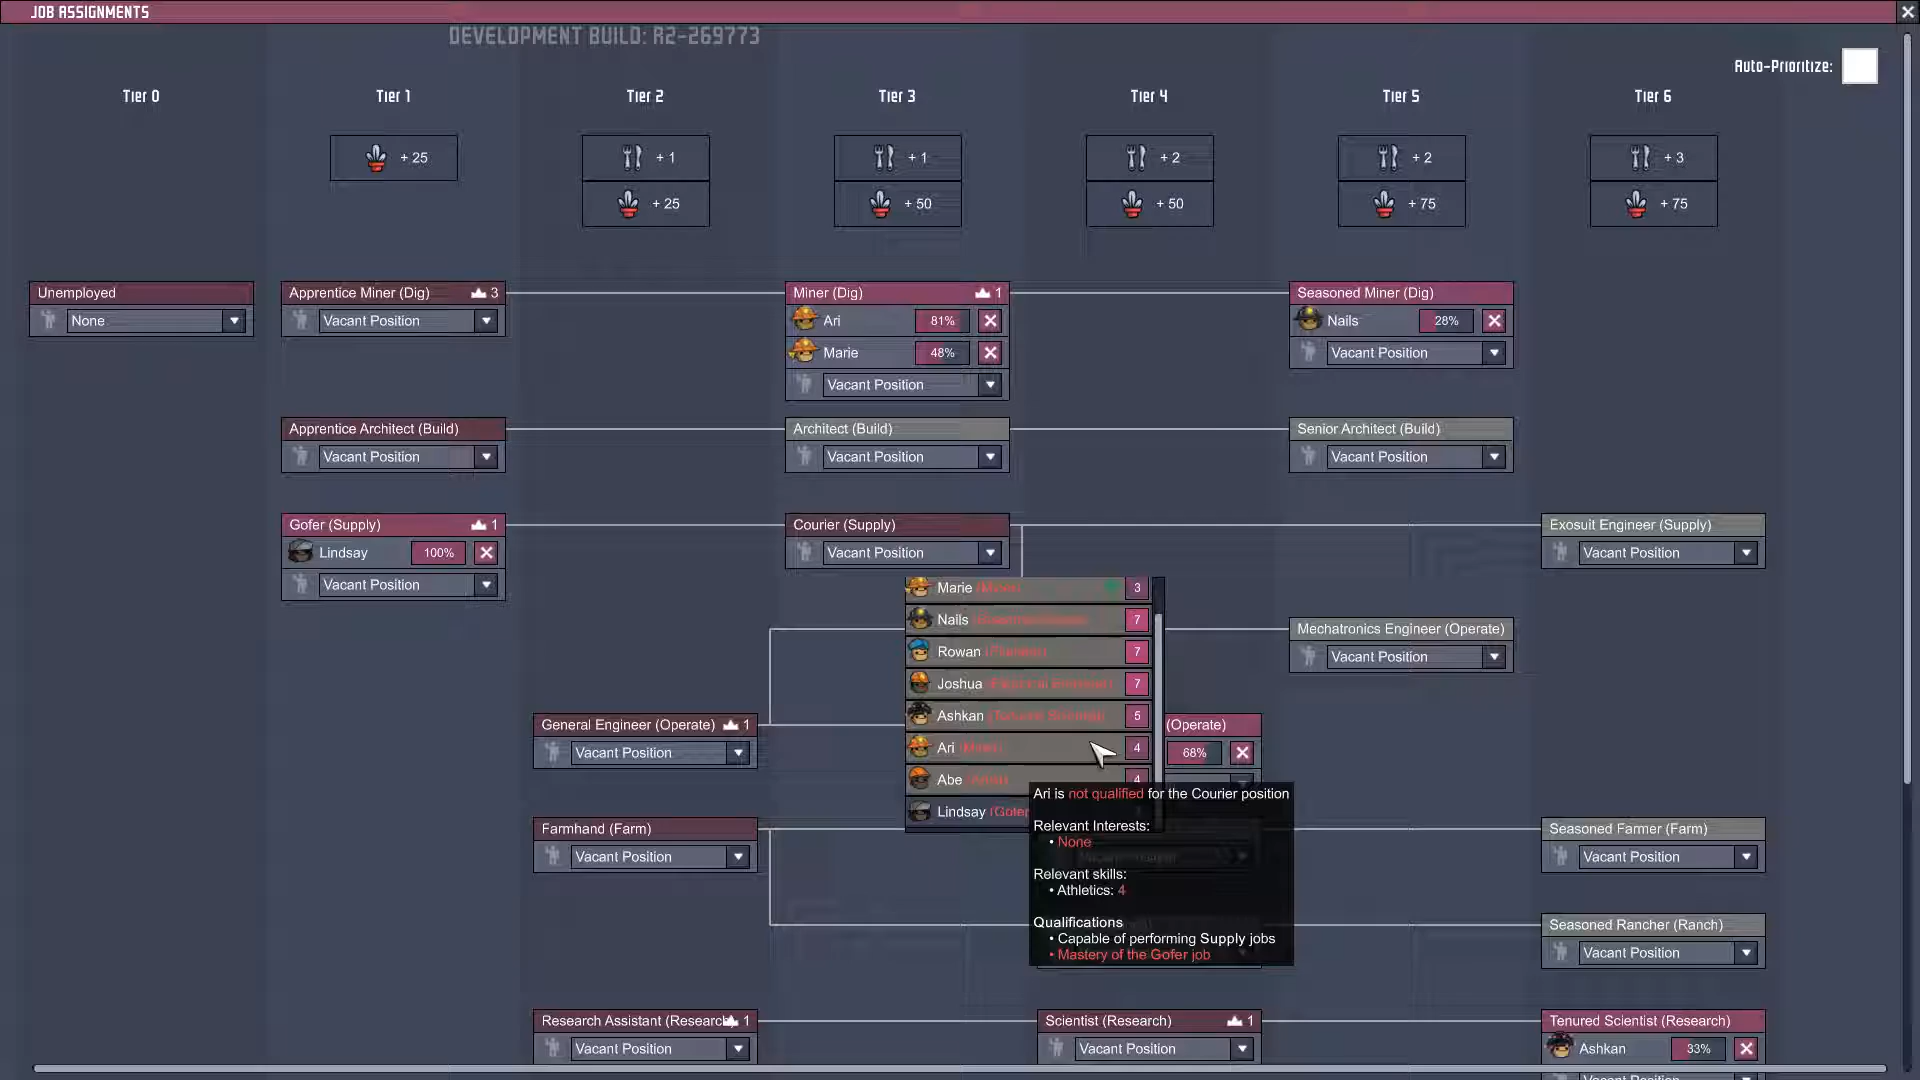 JOB ASSIGNMENTS
DEVELOPMENT BUILD: R2-269773
Auto-Prioritize:
Tier 0
Tier 1
Tier 2
Tier 3
Tier 4
Tier 5
Tier 6
+ 25
+ 1
+ 1
+ 2
+ 2
+ 3
+ 25
+ 50
+ 50
+ 75
+ 75
Unemployed
None
Apprentice Miner (Dig) 3
Vacant Position
Miner (Dig) 1
Ari 81%
Marie 48%
Vacant Position
Seasoned Miner (Dig)
Nails 28%
Vacant Position
Apprentice Architect (Build)
Vacant Position
Architect (Build)
Vacant Position
Senior Architect (Build)
Vacant Position
Gofer (Supply) 1
Lindsay 100%
Vacant Position
Courier (Supply)
Vacant Position
Exosuit Engineer (Supply)
Vacant Position
Marie (Miner) 3
Nails 7
Rowan 7
Joshua 7
Ashkan (Tenured Scientist) 5
Ari (Miner) 4
Abe 4
Lindsay (Gofer
Mechatronics Engineer (Operate)
Vacant Position
General Engineer (Operate) 1
Vacant Position
(Operate)
68%
Ari is not qualified for the Courier position
Relevant Interests:
• None
Relevant skills:
• Athletics: 4
Qualifications
• Capable of performing Supply jobs
• Mastery of the Gofer job
Farmhand (Farm)
Vacant Position
Seasoned Farmer (Farm)
Vacant Position
Seasoned Rancher (Ranch)
Vacant Position
Research Assistant (Research 1
Vacant Position
Scientist (Research) 1
Vacant Position
Tenured Scientist (Research)
Ashkan 33%